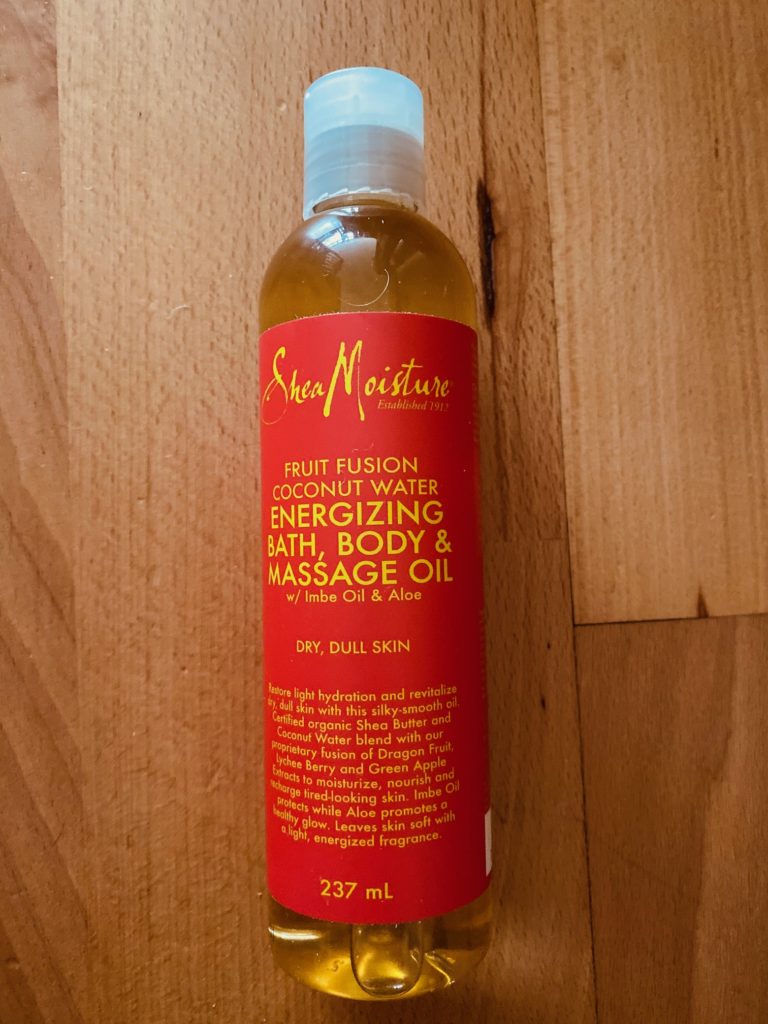 Shea Moisture
Established 1912
FRUIT FUSION
COCONUT WATER
ENERGIZING
BATH, BODY &
MASSAGE OIL
w/ Imbe Oil & Aloe
DRY, DULL SKIN
Restore light hydration and revitalize
dry, dull skin with this silky-smooth oil.
Certified organic Shea Butter and
Coconut Water blend with our
proprietary fusion of Dragon Fruit,
Lychee Berry and Green Apple
Extracts to moisturize, nourish and
recharge tired-looking skin. Imbe Oil
protects while Aloe promotes a
healthy glow. Leaves skin soft with
a light, energized fragrance.
237 mL